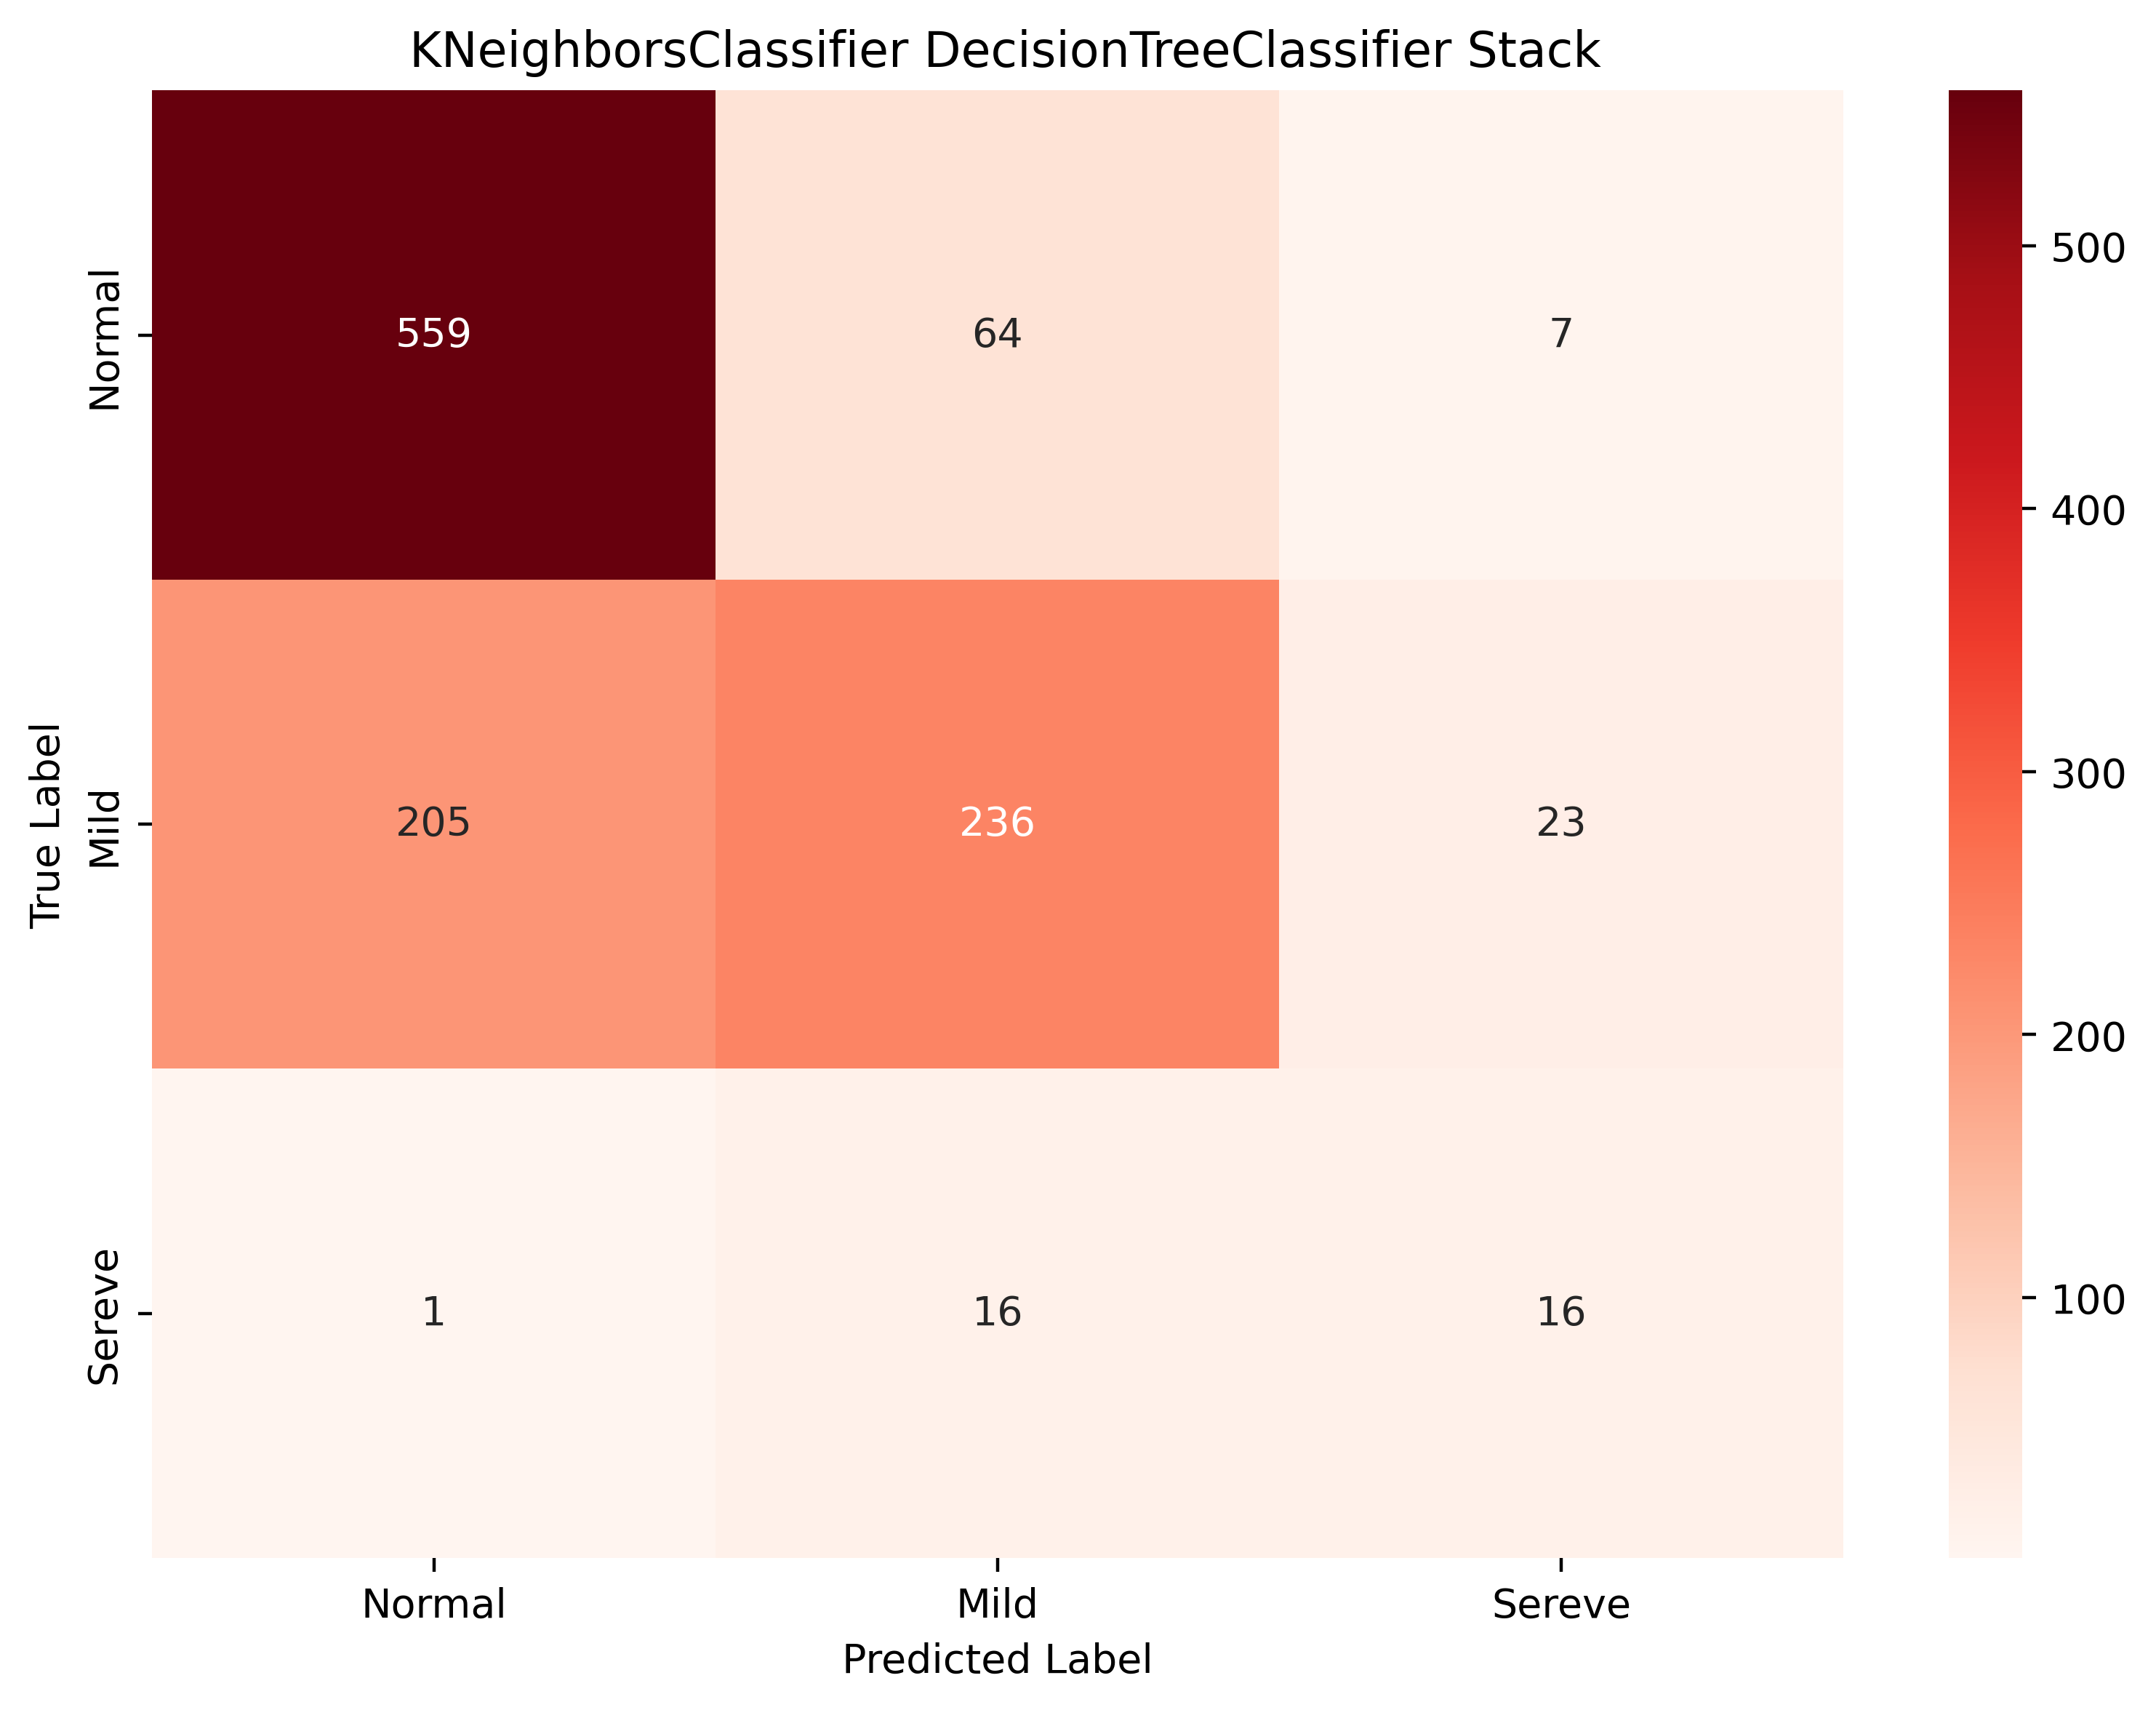 KNeighborsClassifier DecisionTreeClassifier Stack
True Label
Normal
559 64 7
Mild
205 236 23
Sereve
1 16 16
Normal Mild Sereve
Predicted Label
500
400
300
200
100